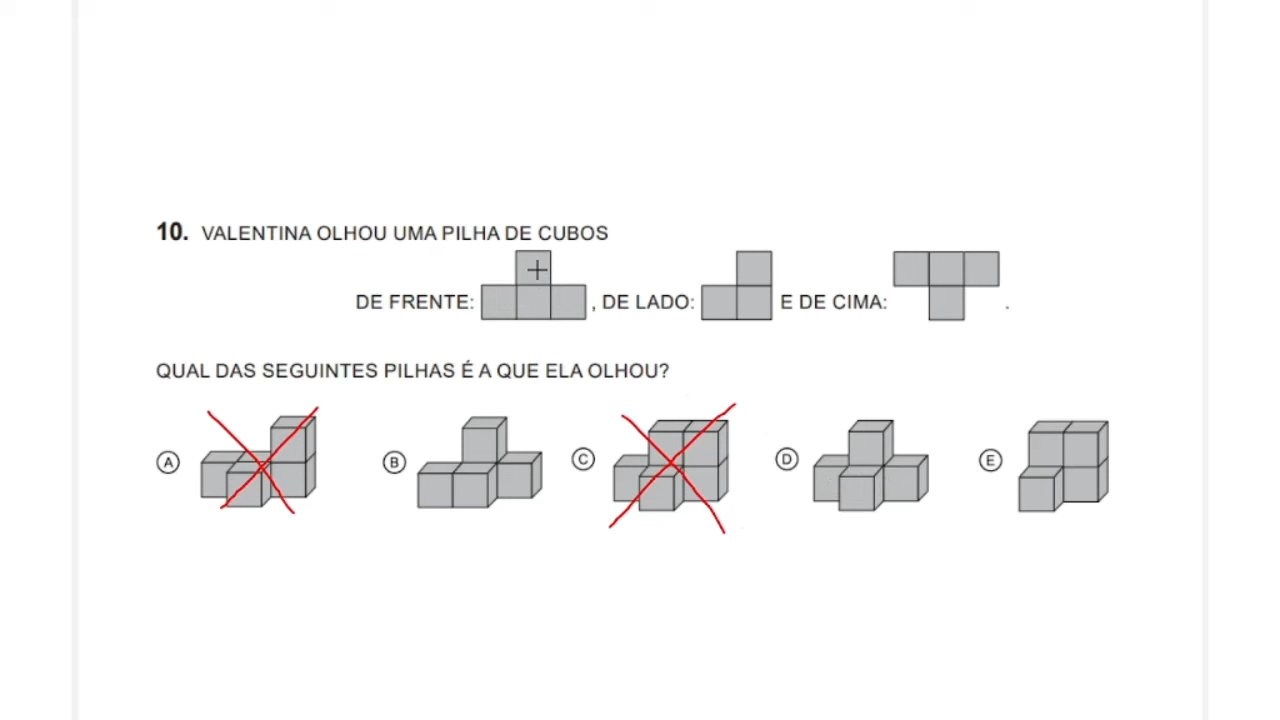 10. VALENTINA OLHOU UMA PILHA DE CUBOS
DE FRENTE: , DE LADO: E DE CIMA: .
QUAL DAS SEGUINTES PILHAS É A QUE ELA OLHOU?
A B C D E